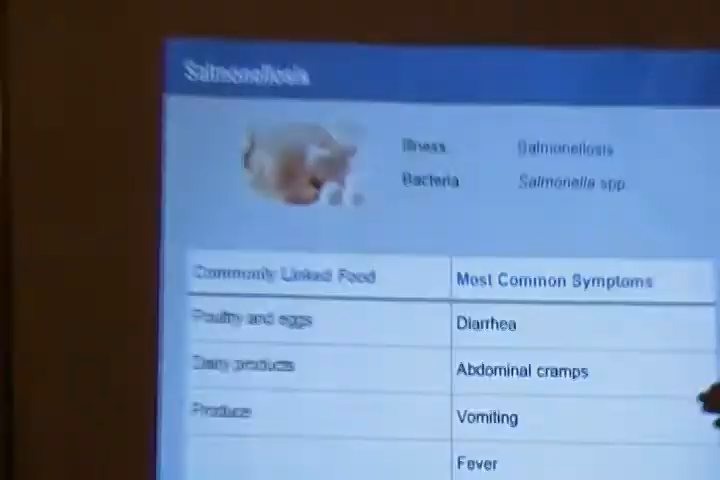 Salmonellosis
Illness Salmonellosis
Bacteria Salmonella spp
Commonly Linked Food Most Common Symptoms
Poultry and eggs Diarrhea
Dairy products Abdominal cramps
Produce Vomiting
Fever